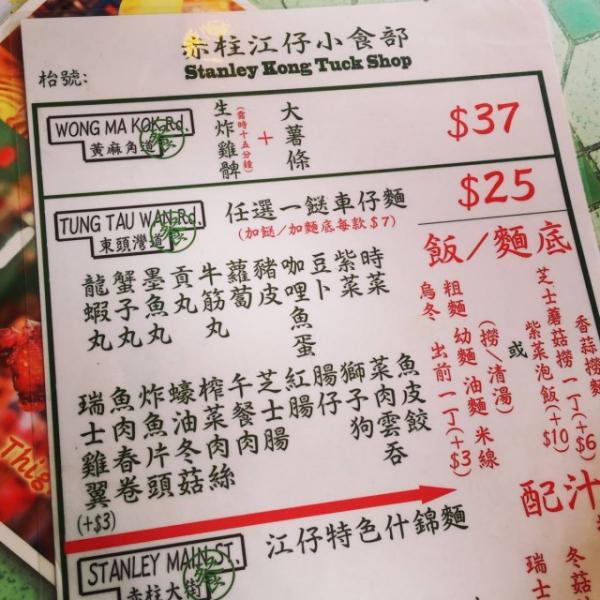 赤柱江仔小食部
Stanley Kong Tuck Shop
枱號:
WONG MA KOK Rd.
黃麻角道
生炸雞髀
(需時十五分鐘)
+
大薯條
$37
TUNG TAU WAN Rd.
東頭灣道
任選一餸車仔麵
(加餸/加麵底每款$7)
$25
龍蝦丸
蟹子丸
墨魚丸
貢丸
牛筋丸
蘿蔔
豬皮
咖哩魚蛋
豆卜
紫菜
時菜
瑞士雞翼
(+$3)
魚肉春卷
炸魚片頭
蠔油冬菇
榨菜肉絲
午餐肉
芝士腸
紅腸
腸仔
獅子狗
菜肉雲吞
魚皮餃
飯/麵底
烏冬
粗麵 幼麵 油麵 米線
(撈/清湯)
出前一丁(+$3)
或
紫菜泡飯(+$10)
芝士蘑菇撈一丁(+$6)
香蒜撈麵
配汁
瑞士
冬菇
STANLEY MAIN ST.
赤柱大街
江仔特色什錦麵
Thig